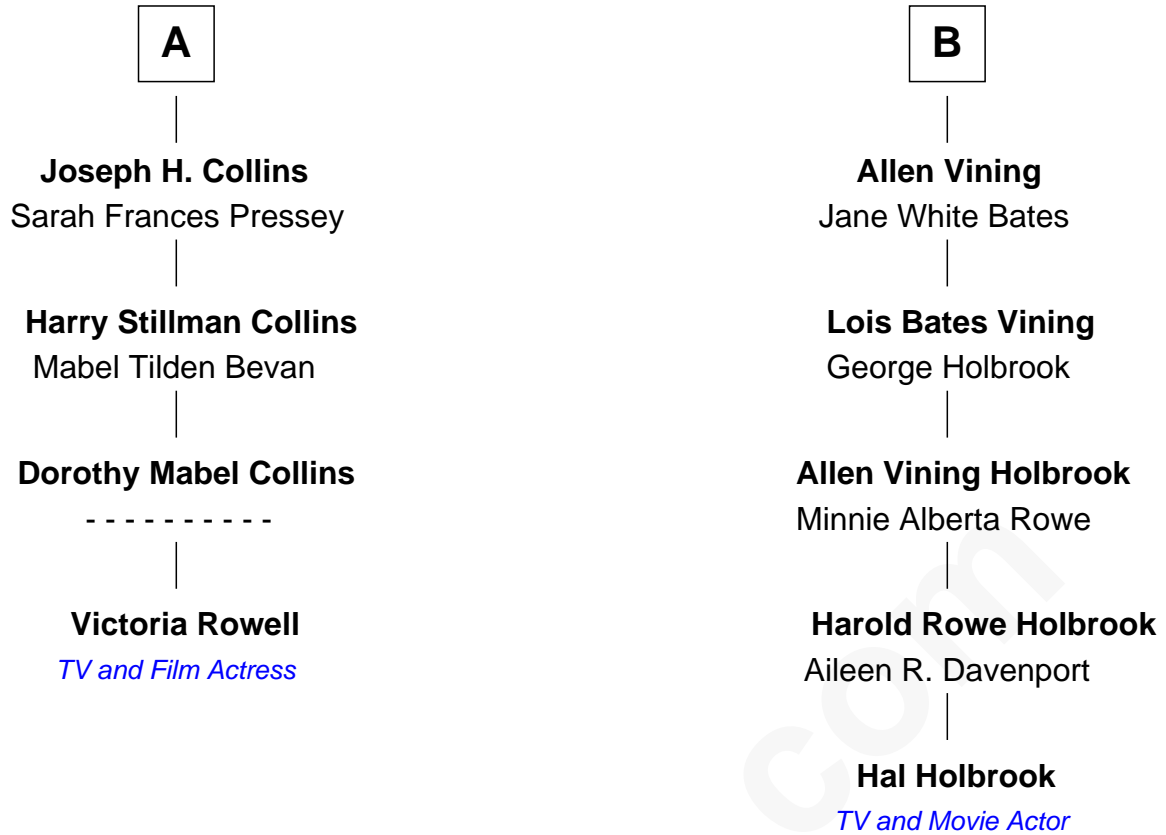 A
Joseph H. Collins
Sarah Frances Pressey
Harry Stillman Collins
Mabel Tilden Bevan
Dorothy Mabel Collins
- - - - - - - - - -
Victoria Rowell
TV and Film Actress
B
Allen Vining
Jane White Bates
Lois Bates Vining
George Holbrook
Allen Vining Holbrook
Minnie Alberta Rowe
Harold Rowe Holbrook
Aileen R. Davenport
Hal Holbrook
TV and Movie Actor
com